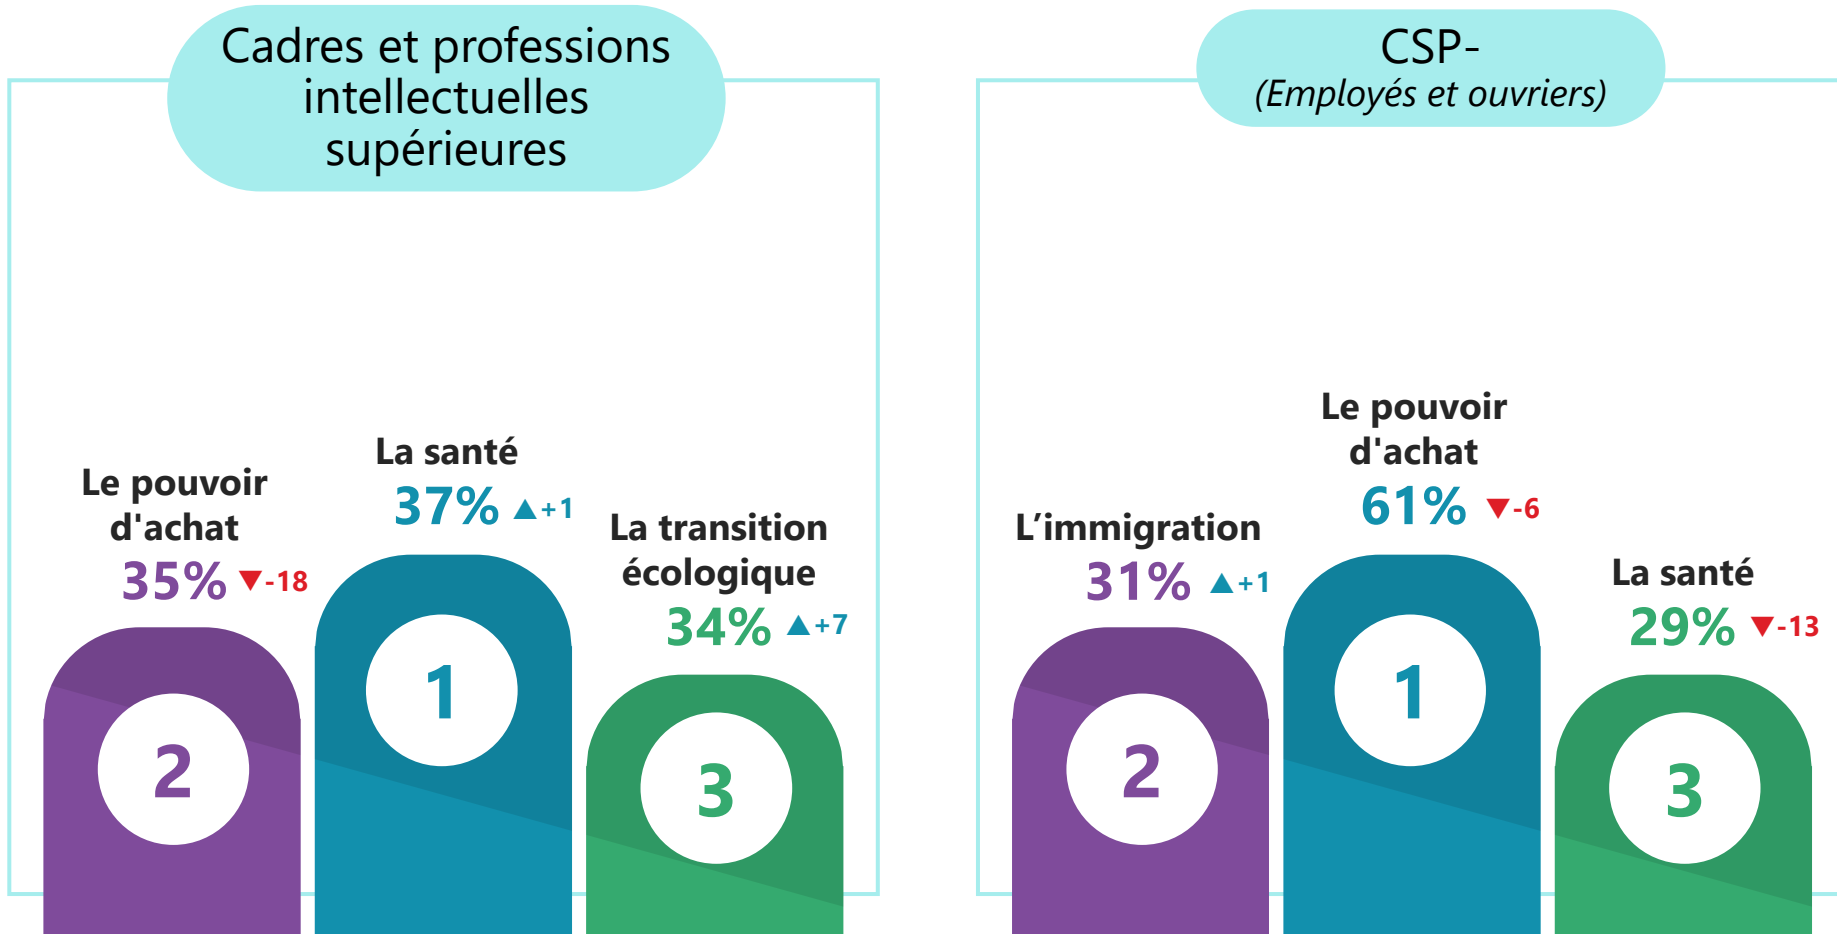 Cadres et professions
intellectuelles
supérieures
Le pouvoir
d'achat
35% ▼-18
2
La santé
37% ▲+1
1
La transition
écologique
34% ▲+7
3
CSP-
(Employés et ouvriers)
L’immigration
31% ▲+1
2
Le pouvoir
d'achat
61% ▼-6
1
La santé
29% ▼-13
3